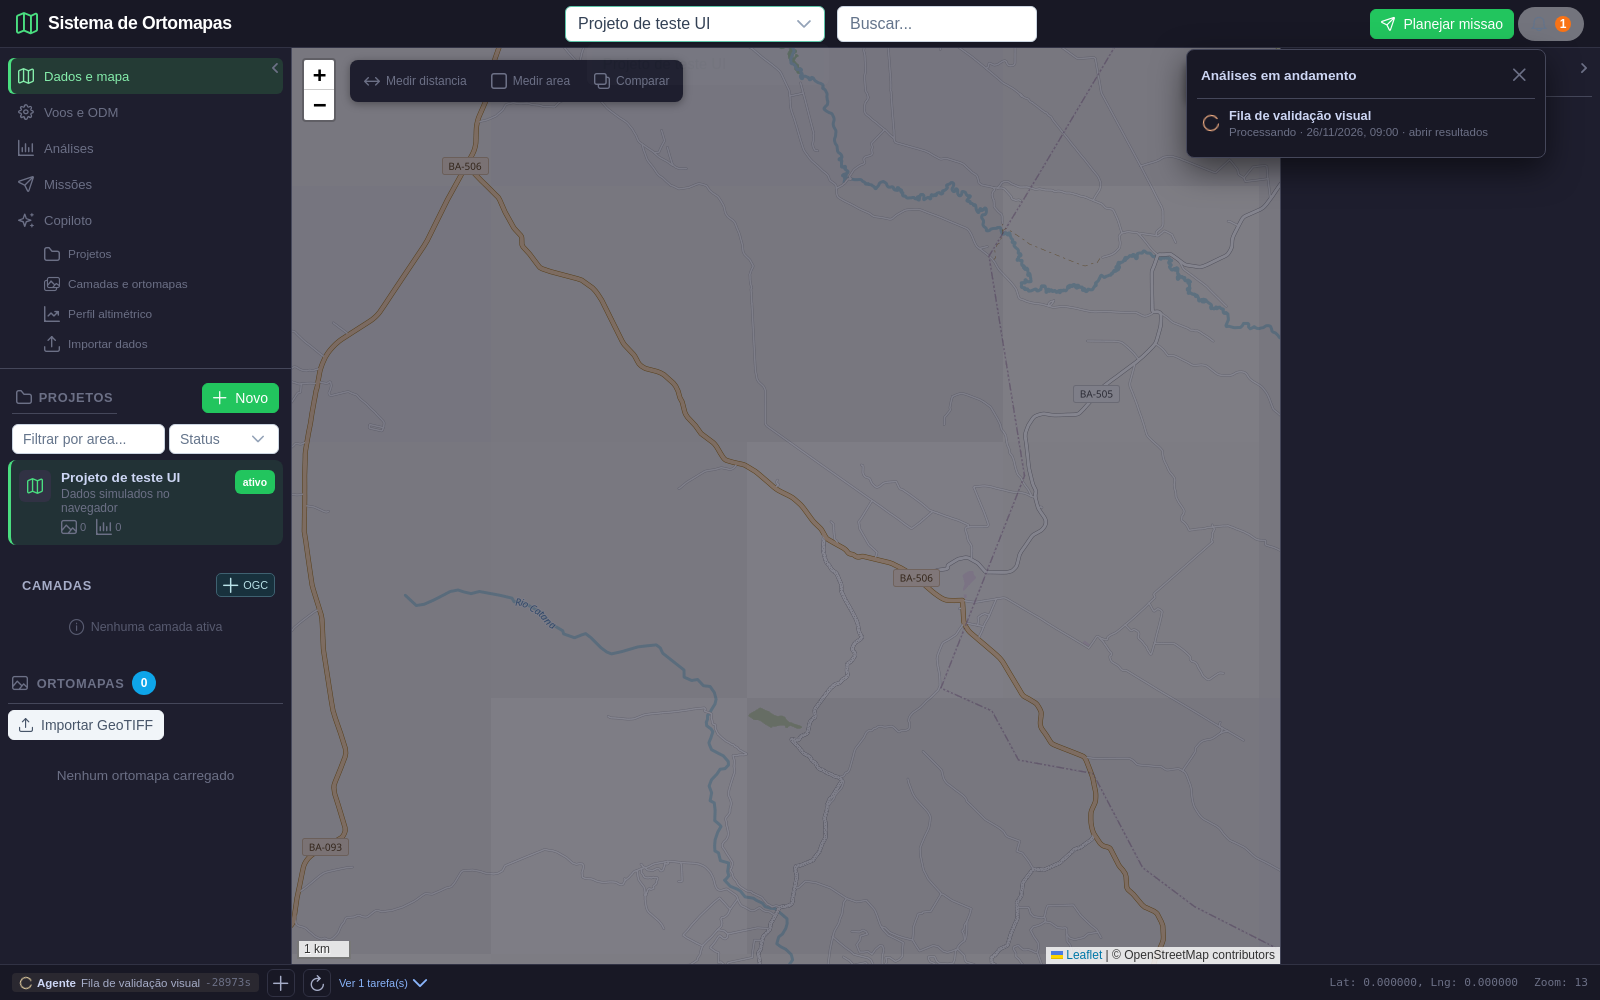 Sistema de Ortomapas
Projeto de teste UI
Buscar...
Planejar missao
1
Dados e mapa
Voos e ODM
Análises
Missões
Copiloto
Projetos
Camadas e ortomapas
Perfil altimétrico
Importar dados
PROJETOS
Novo
Filtrar por area...
Status
Projeto de teste UI
ativo
Dados simulados no
navegador
0
0
CAMADAS
OGC
Nenhuma camada ativa
ORTOMAPAS
0
Importar GeoTIFF
Nenhum ortomapa carregado
+
−
Medir distancia
Medir area
Comparar
BA-506
BA-505
BA-506
Rio Catana
BA-093
1 km
Leaflet | © OpenStreetMap contributors
Análises em andamento
Fila de validação visual
Processando · 26/11/2026, 09:00 · abrir resultados
Agente Fila de validação visual -28973s
Ver 1 tarefa(s)
Lat: 0.000000, Lng: 0.000000
Zoom: 13